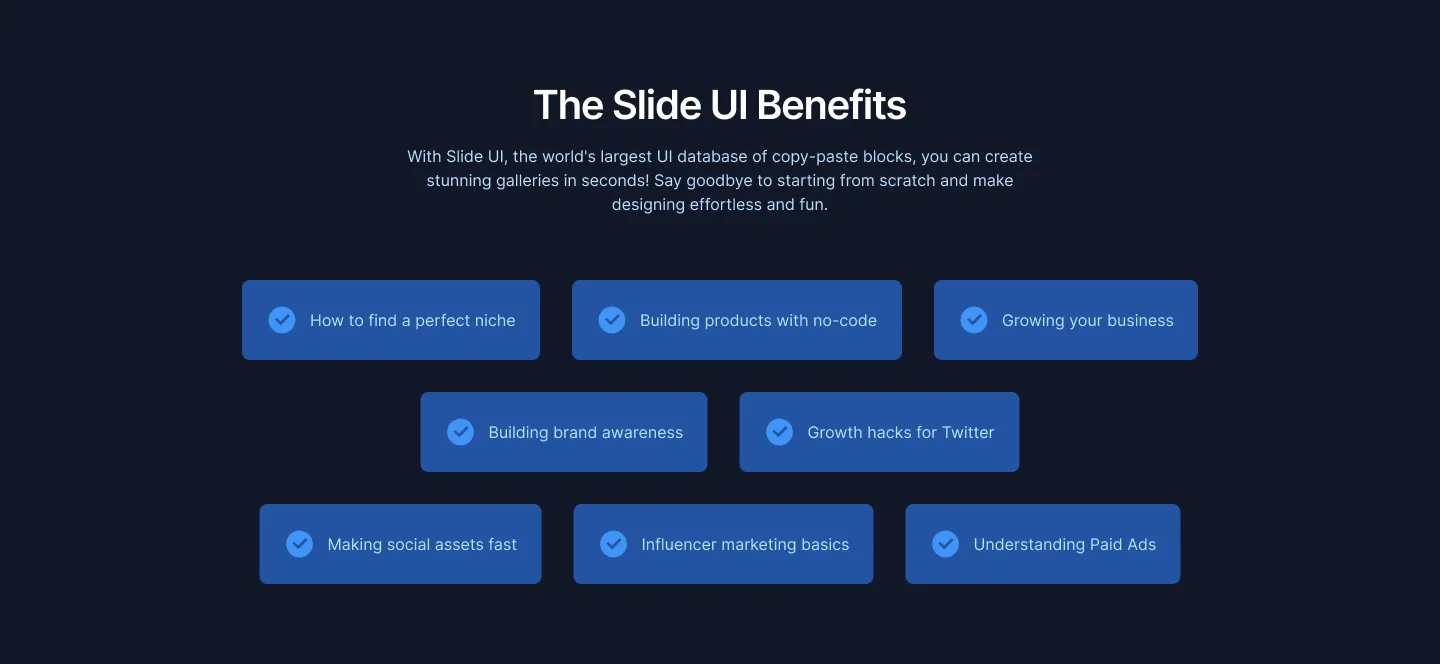 The Slide UI Benefits
With Slide UI, the world's largest UI database of copy-paste blocks, you can create
stunning galleries in seconds! Say goodbye to starting from scratch and make
designing effortless and fun.
How to find a perfect niche
Building products with no-code
Growing your business
Building brand awareness
Growth hacks for Twitter
Making social assets fast
Influencer marketing basics
Understanding Paid Ads